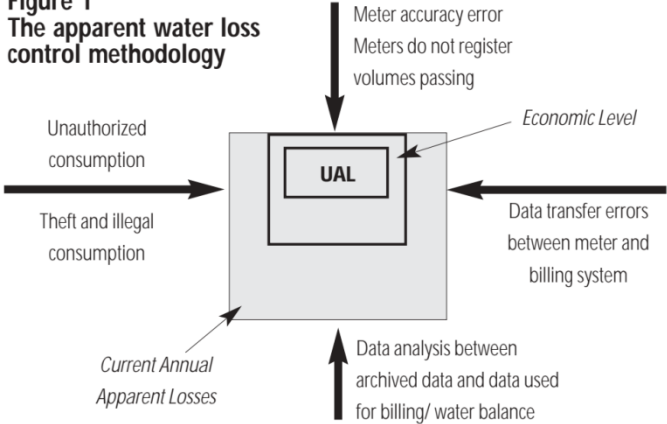 Figure 1
The apparent water loss
control methodology
Meter accuracy error
Meters do not register
volumes passing
Economic Level
Unauthorized
consumption
UAL
Theft and illegal
consumption
Data transfer errors
between meter and
billing system
Current Annual
Apparent Losses
Data analysis between
archived data and data used
for billing/ water balance